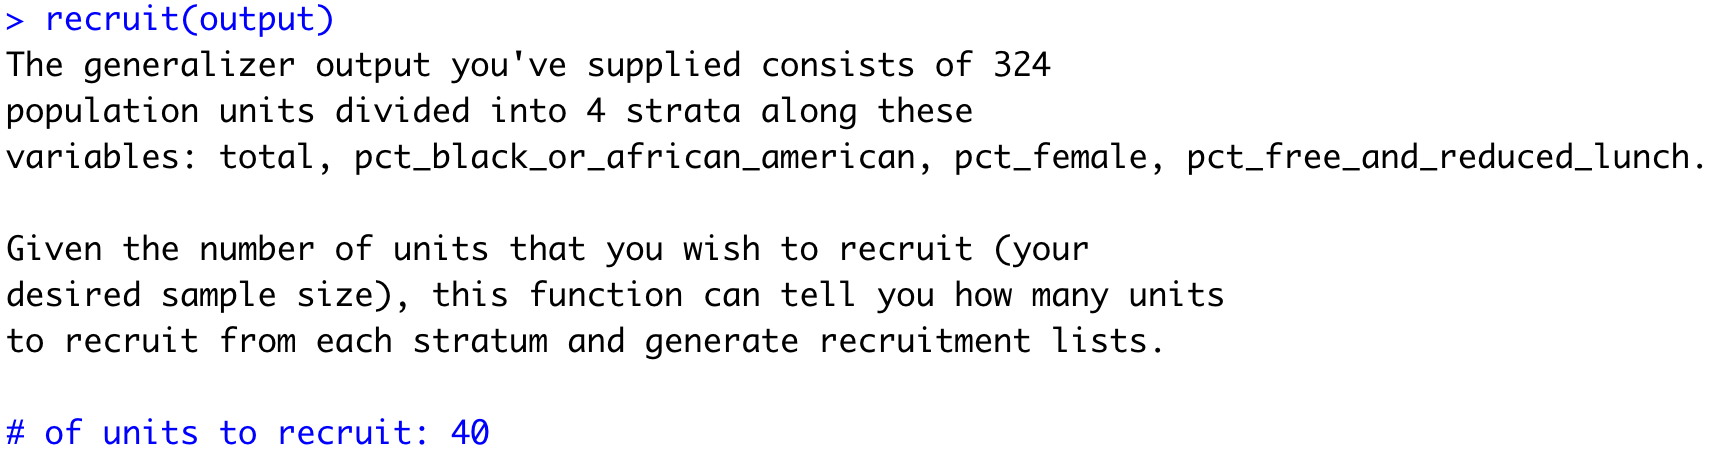 > recruit(output)
The generalizer output you've supplied consists of 324
population units divided into 4 strata along these
variables: total, pct_black_or_african_american, pct_female, pct_free_and_reduced_lunch.
Given the number of units that you wish to recruit (your
desired sample size), this function can tell you how many units
to recruit from each stratum and generate recruitment lists.
# of units to recruit: 40